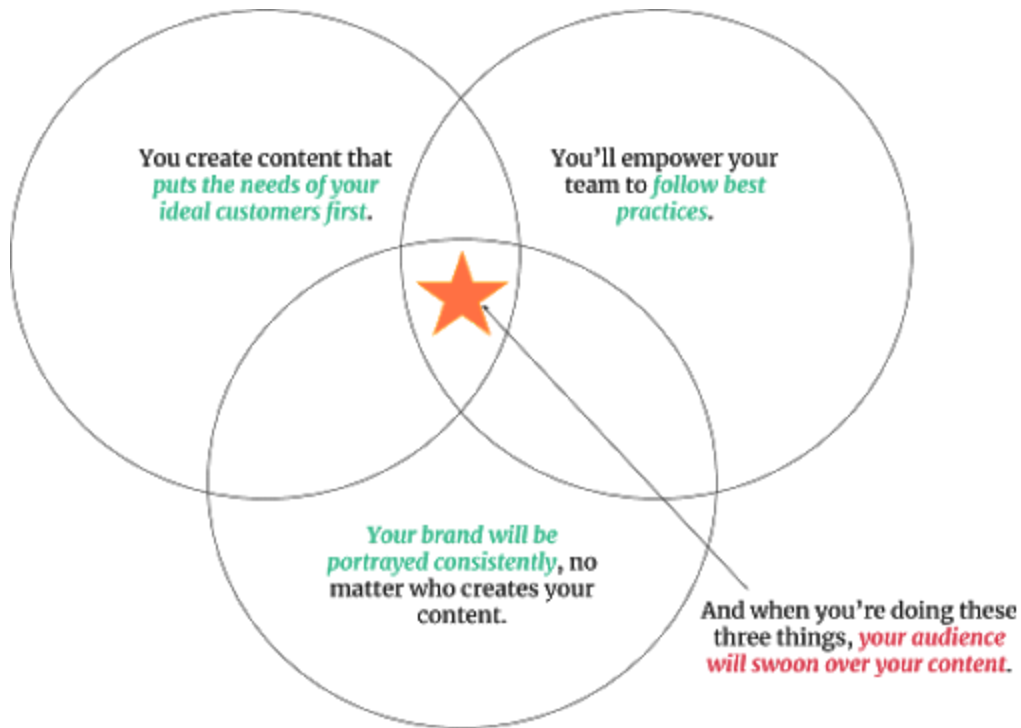 You create content that
puts the needs of your
ideal customers first.
You’ll empower your
team to follow best
practices.
Your brand will be
portrayed consistently, no
matter who creates your
content.
And when you’re doing these
three things, your audience
will swoon over your content.